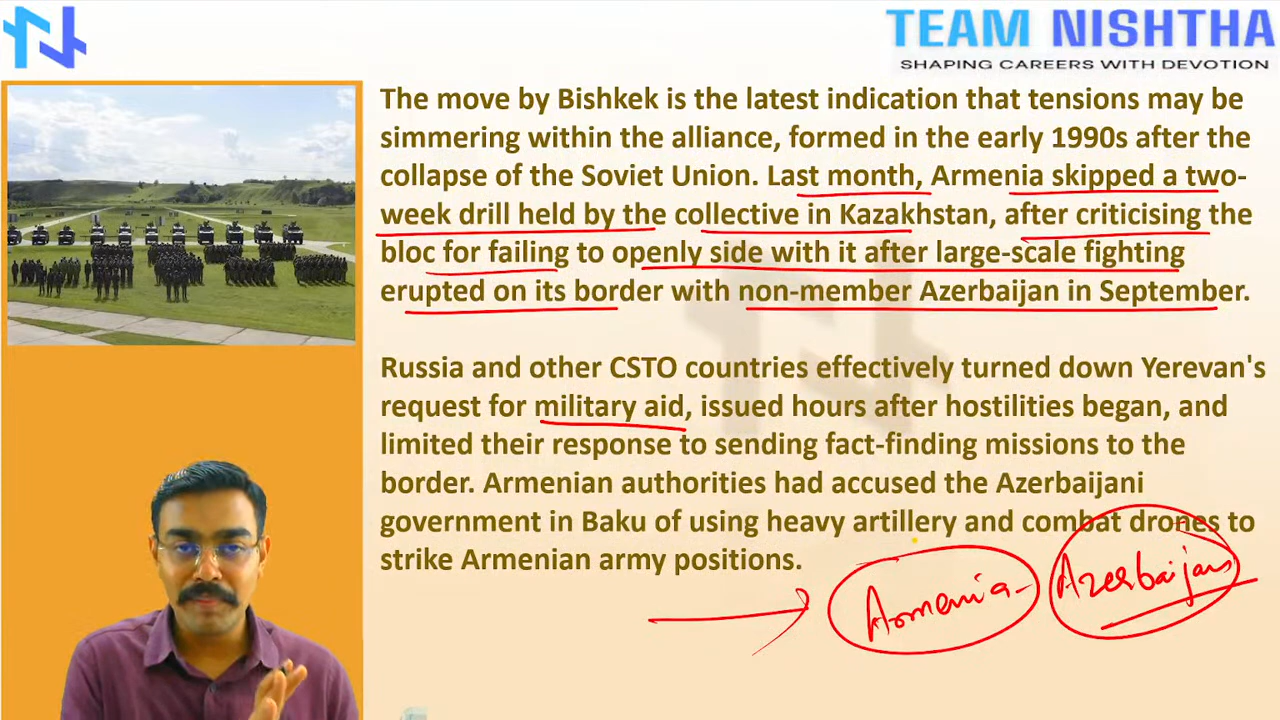 TEAM NISHTHA
SHAPING CAREERS WITH DEVOTION
The move by Bishkek is the latest indication that tensions may be
simmering within the alliance, formed in the early 1990s after the
collapse of the Soviet Union. Last month, Armenia skipped a two-
week drill held by the collective in Kazakhstan, after criticising the
bloc for failing to openly side with it after large-scale fighting
erupted on its border with non-member Azerbaijan in September.
Russia and other CSTO countries effectively turned down Yerevan's
request for military aid, issued hours after hostilities began, and
limited their response to sending fact-finding missions to the
border. Armenian authorities had accused the Azerbaijani
government in Baku of using heavy artillery and combat drones to
strike Armenian army positions.
Armenia - Azerbaijan